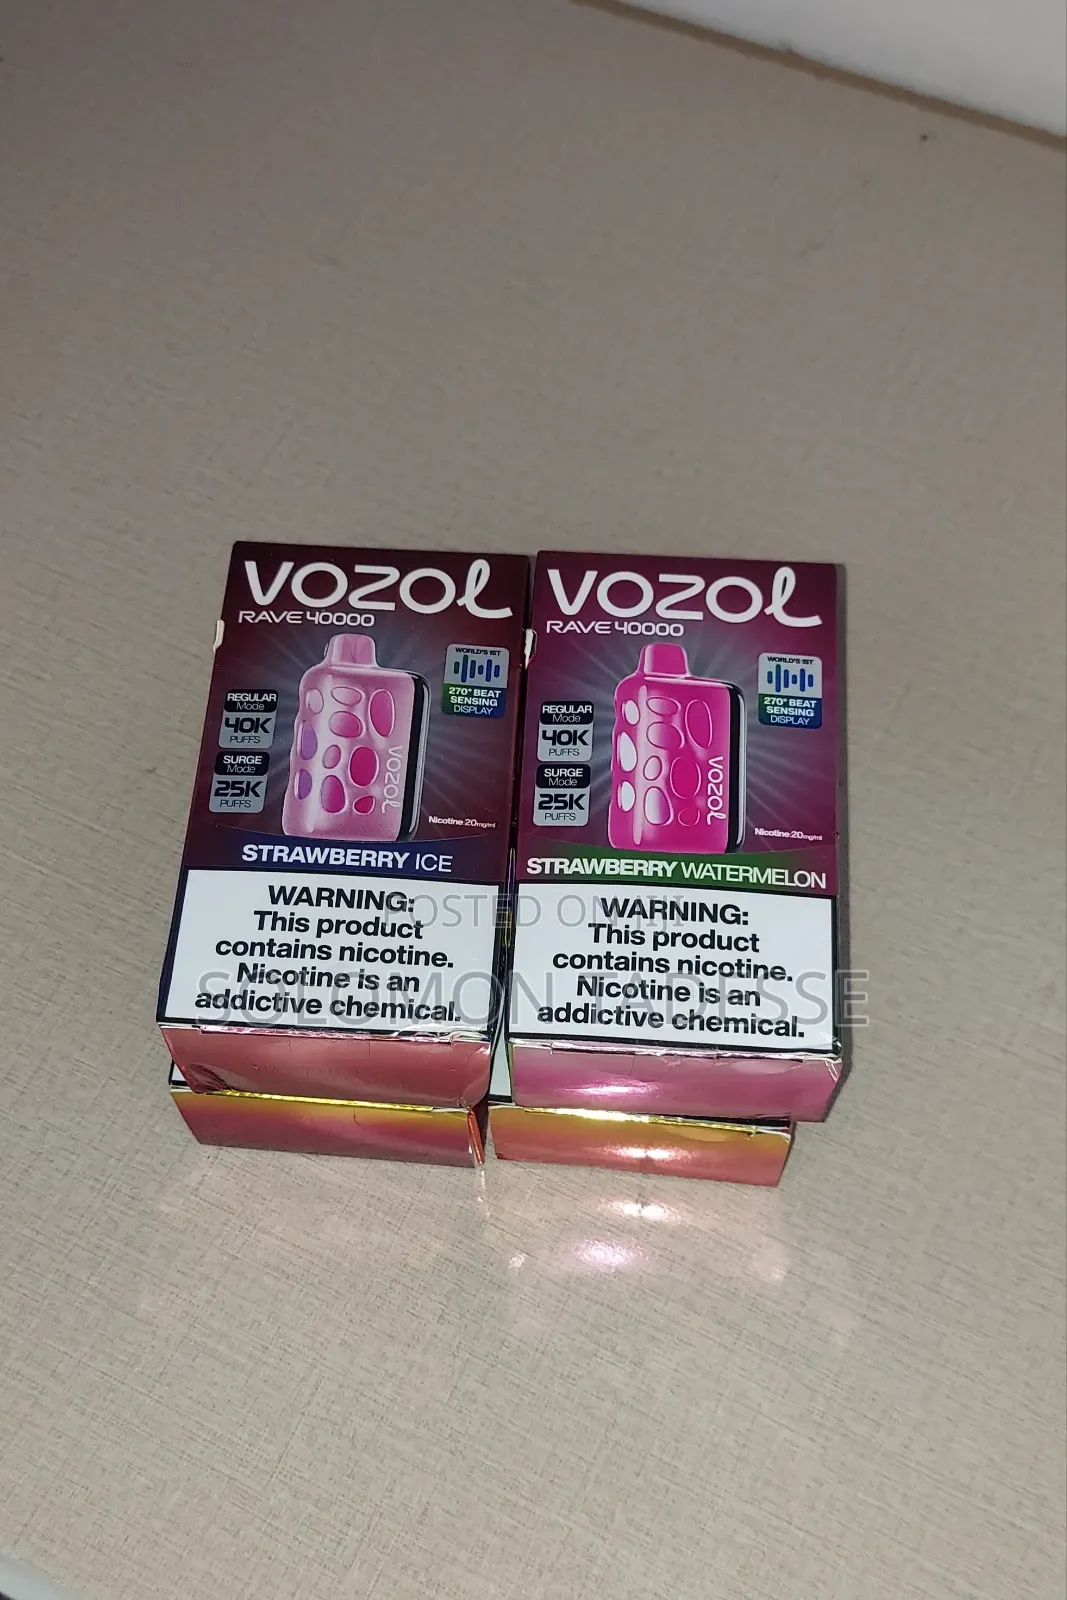 VOZOL
RAVE 40000
WORLD'S 1ST
270° BEAT
SENSING
DISPLAY
REGULAR
Mode
40K
PUFFS
SURGE
Mode
25K
PUFFS
VOZOL
Nicotine:20mg/ml
STRAWBERRY ICE
WARNING:
This product
contains nicotine.
Nicotine is an
addictive chemical.
VOZOL
RAVE 40000
WORLD'S 1ST
270° BEAT
SENSING
DISPLAY
REGULAR
Mode
40K
PUFFS
SURGE
Mode
25K
PUFFS
VOZOL
Nicotine:20mg/ml
STRAWBERRY WATERMELON
WARNING:
This product
contains nicotine.
Nicotine is an
addictive chemical.
POSTED ON JIJI
SOLOMON TADESSE